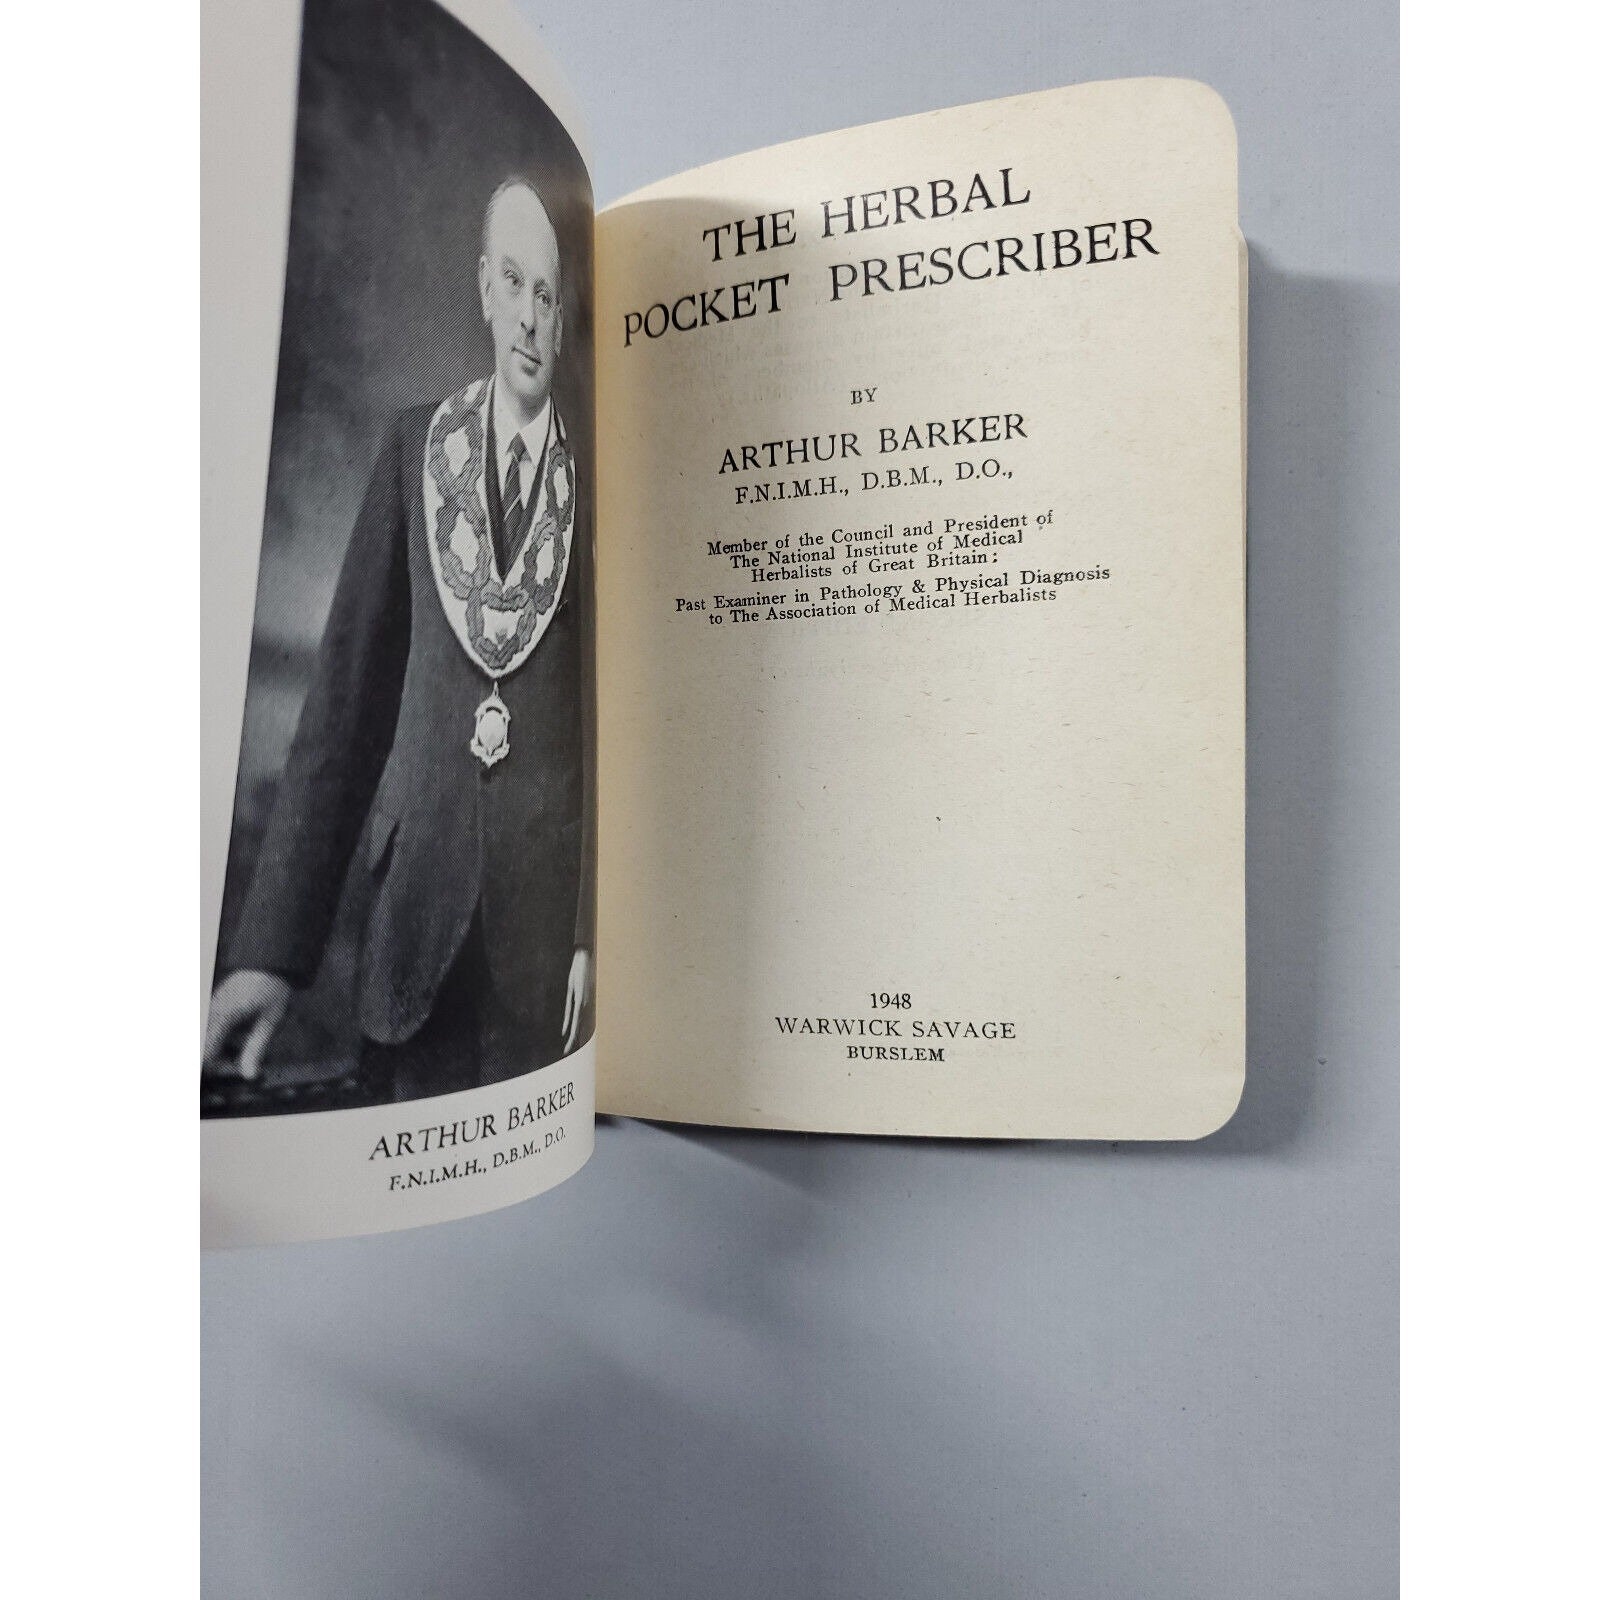 ARTHUR BARKER
F.N.I.M.H., D.B.M., D.O.
THE HERBAL
POCKET PRESCRIBER
BY
ARTHUR BARKER
F.N.I.M.H., D.B.M., D.O.,
Member of the Council and President of
The National Institute of Medical
Herbalists of Great Britain:
Past Examiner in Pathology & Physical Diagnosis
to The Association of Medical Herbalists
1948
WARWICK SAVAGE
BURSLEM